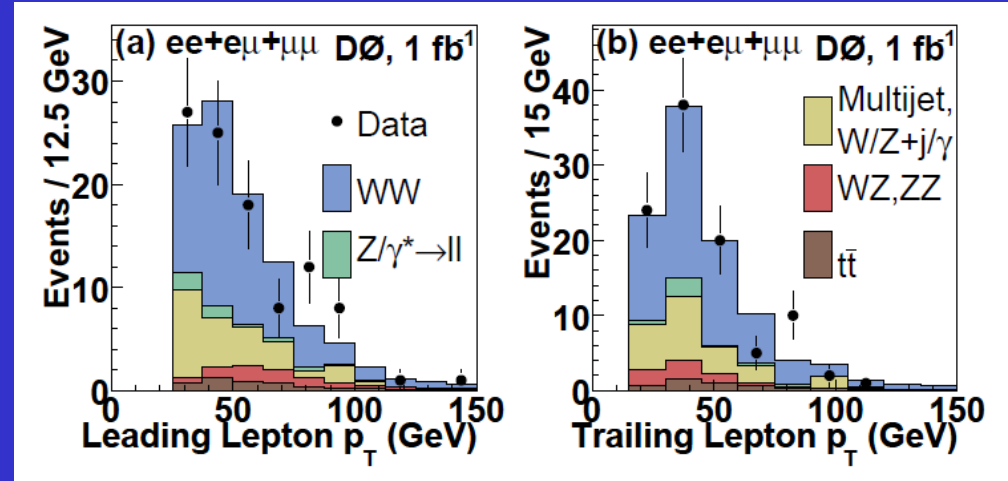 (a) ee+eμ+μμ DØ, 1 fb⁻¹
Events / 12.5 GeV
30
20
10
0
Data
WW
Z/γ*→ll
0 50 100 150
Leading Lepton p_T (GeV)
(b) ee+eμ+μμ DØ, 1 fb⁻¹
Events / 15 GeV
40
30
20
10
0
Multijet,
W/Z+j/γ
WZ,ZZ
tt̄
0 50 100 150
Trailing Lepton p_T (GeV)